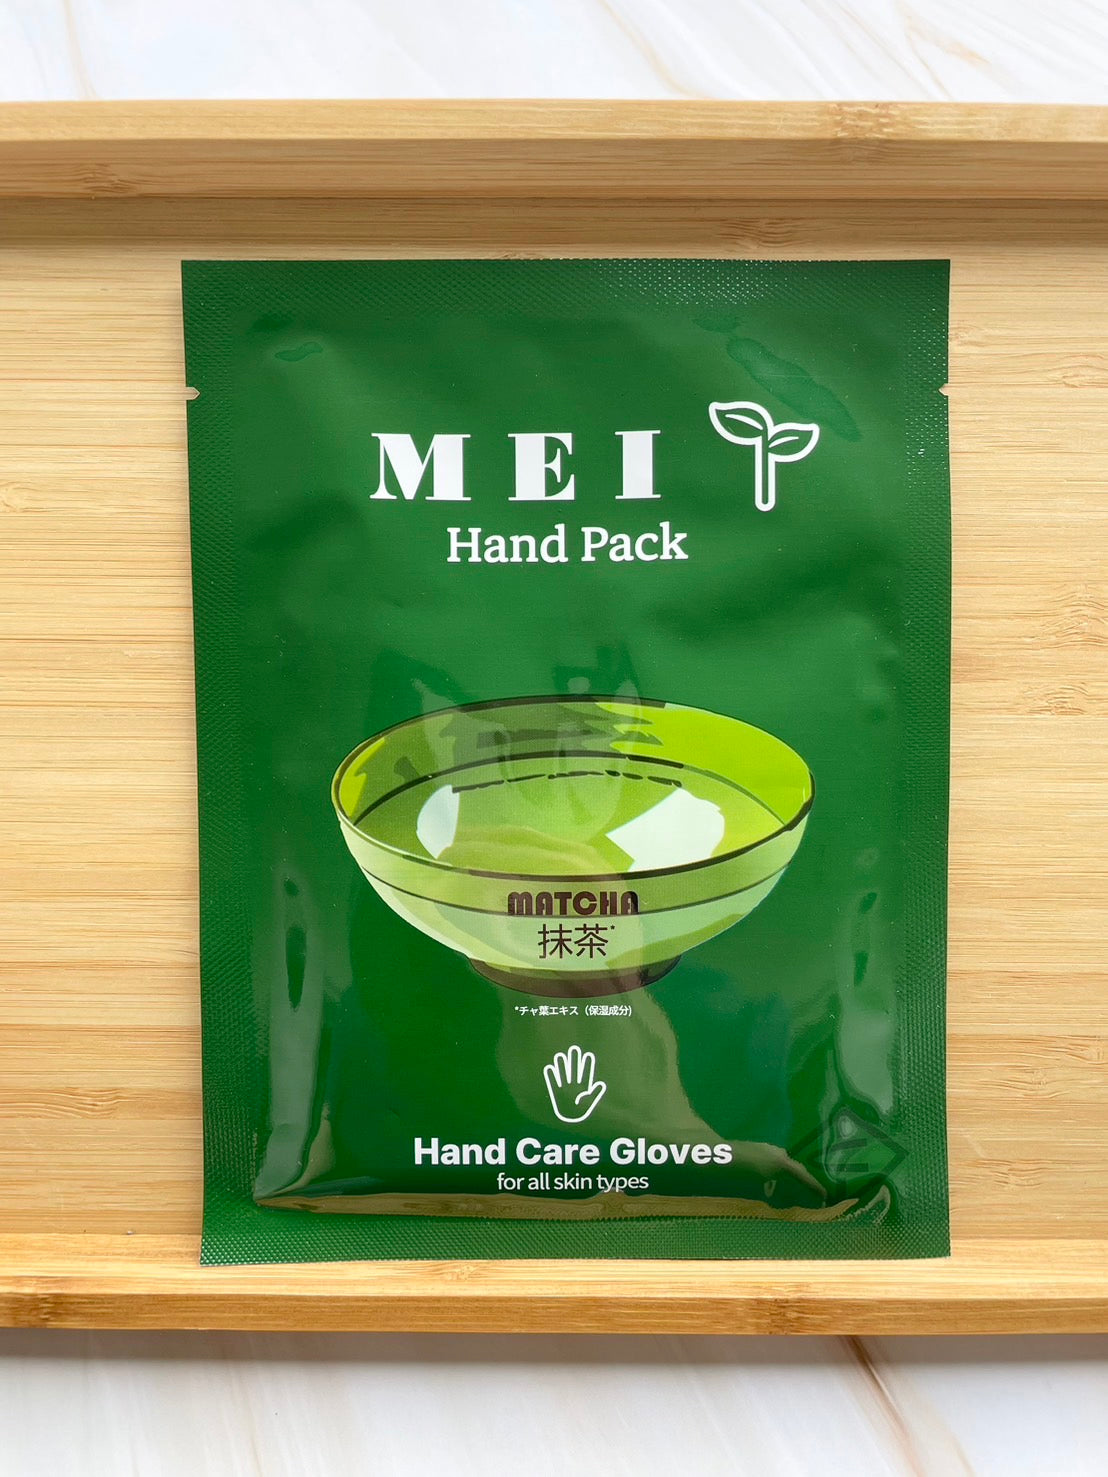 MEI
Hand Pack
MATCHA
抹茶*
*チャ葉エキス（保湿成分)
Hand Care Gloves
for all skin types